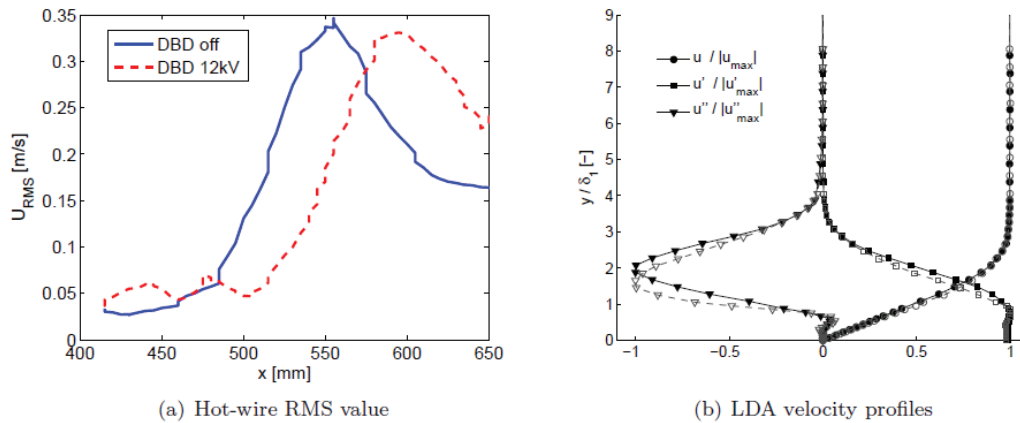 0.35
0.3
0.25
0.2
0.15
0.1
0.05
0
U_RMS [m/s]
DBD off
DBD 12kV
400 450 500 550 600 650
x [mm]
(a) Hot-wire RMS value
9
8
7
6
5
4
3
2
1
0
y / δ_1 [−]
u / |u_max|
u' / |u'_max|
u'' / |u''_max|
−1 −0.5 0 0.5 1
(b) LDA velocity profiles